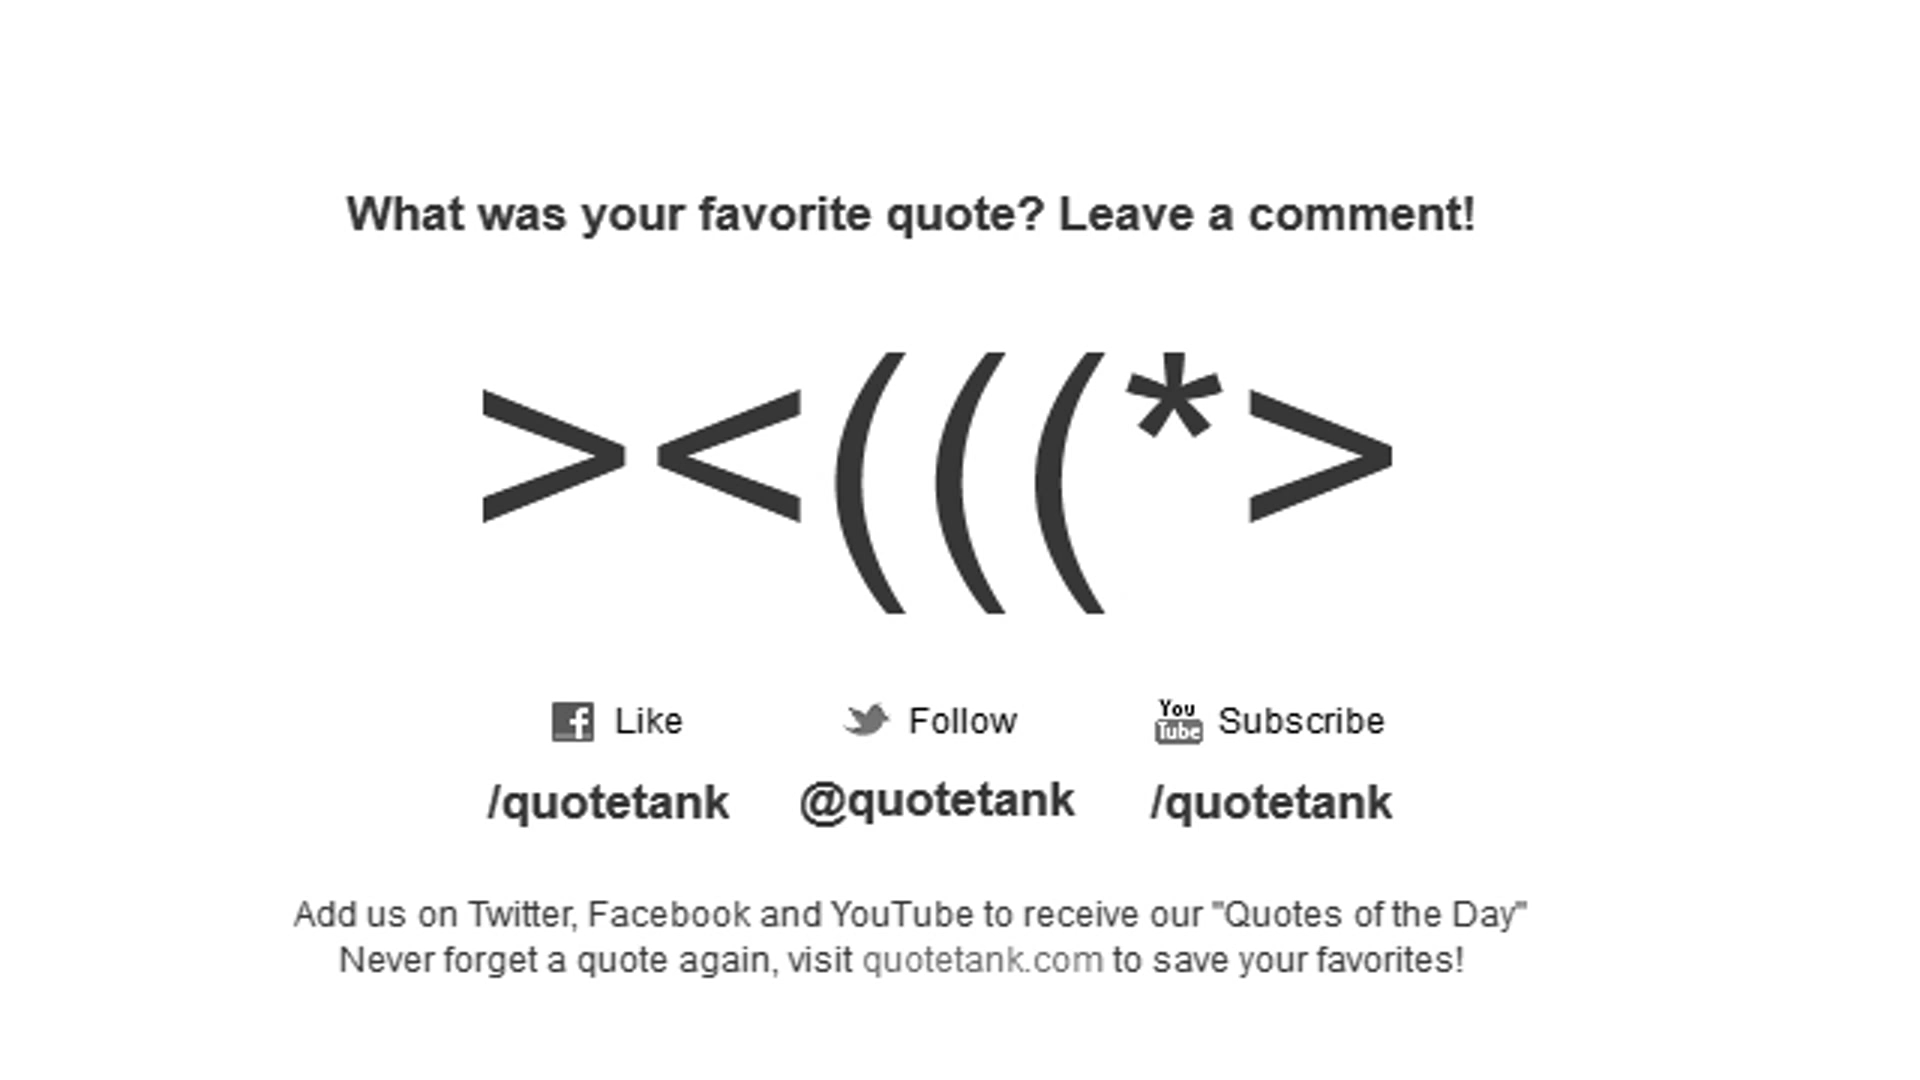 What was your favorite quote? Leave a comment!
><(((*>
f Like Follow You Tube Subscribe
/quotetank @quotetank /quotetank
Add us on Twitter, Facebook and YouTube to receive our "Quotes of the Day"
Never forget a quote again, visit quotetank.com to save your favorites!